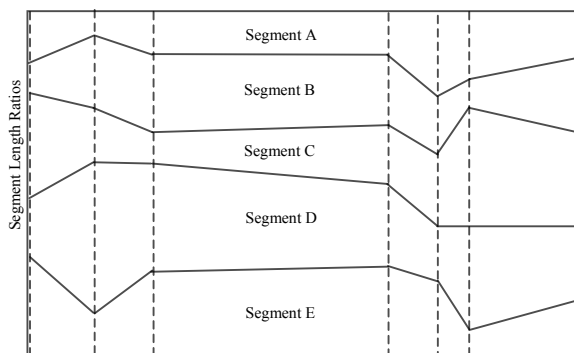 Segment A
Segment B
Segment C
Segment D
Segment E
Segment Length Ratios